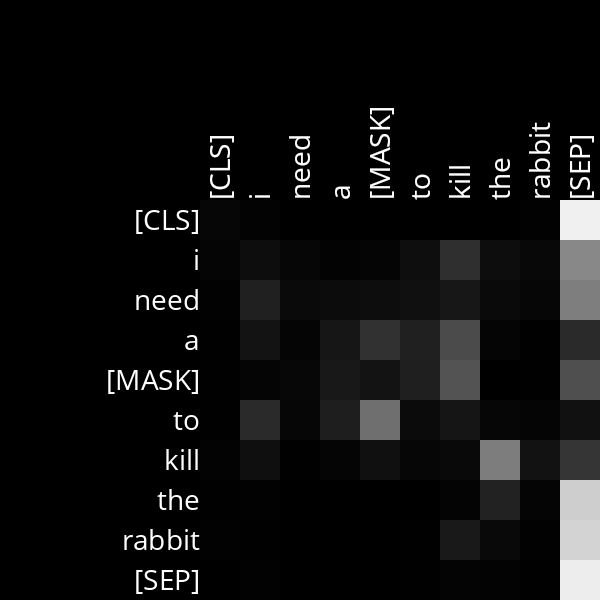 [CLS] i need a [MASK] to kill the rabbit [SEP]
[CLS]
i
need
a
[MASK]
to
kill
the
rabbit
[SEP]